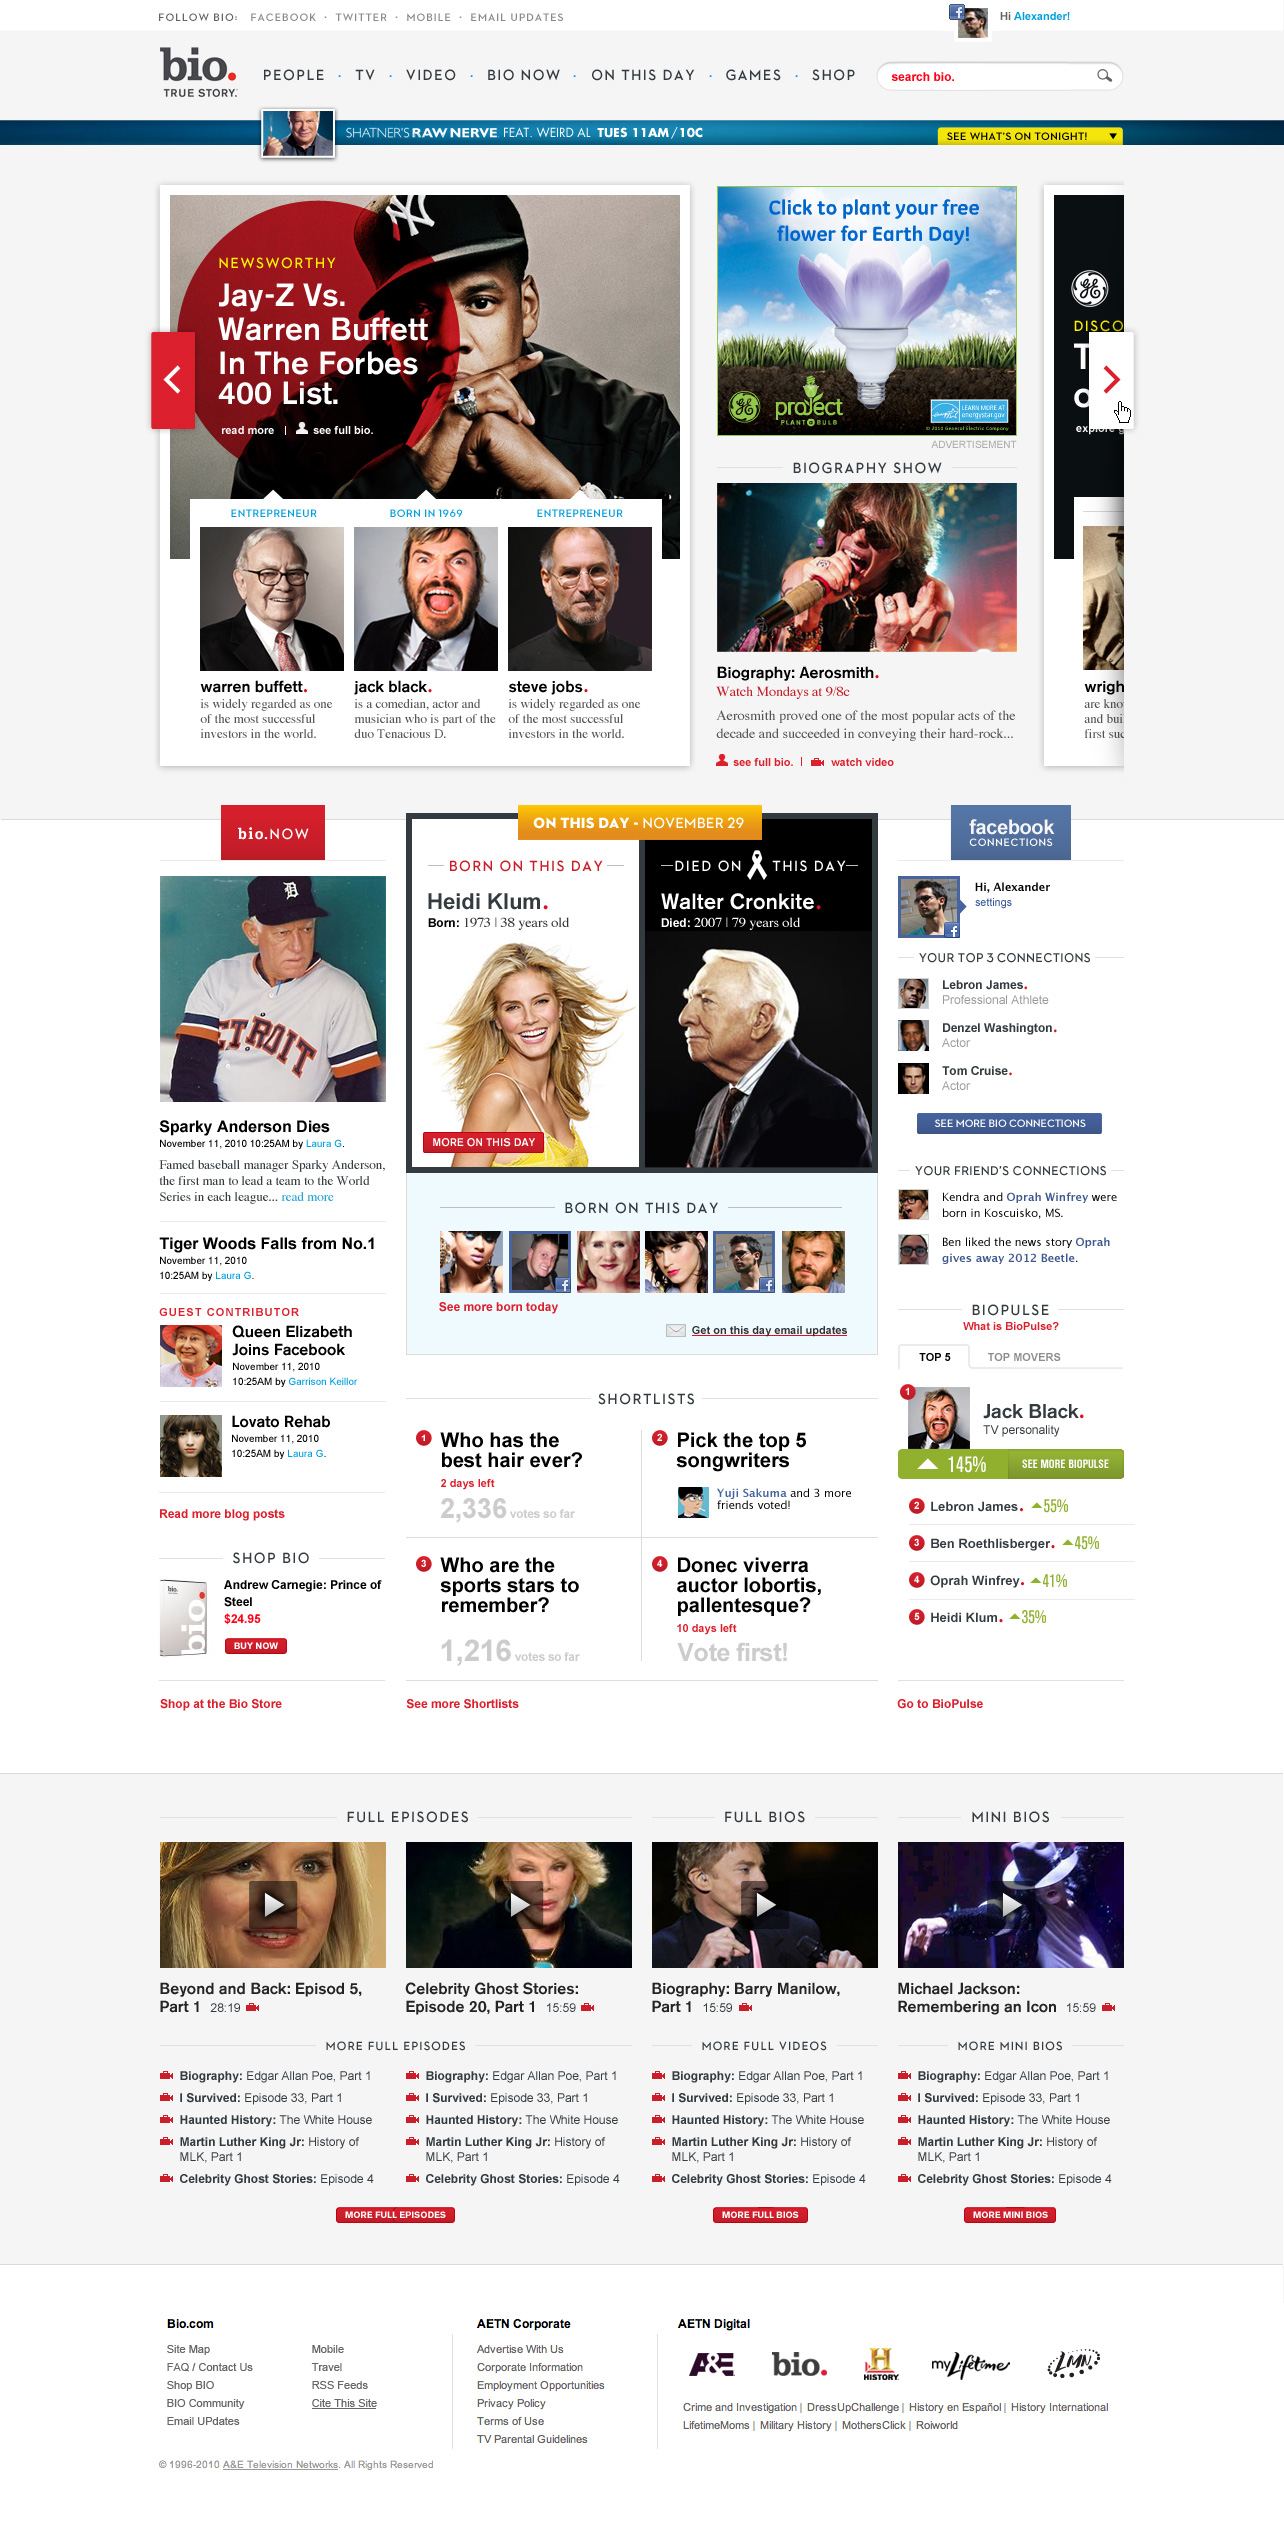 FOLLOW BIO: FACEBOOK · TWITTER · MOBILE · EMAIL UPDATES
Hi Alexander!
bio.
TRUE STORY.
PEOPLE · TV · VIDEO · BIO NOW · ON THIS DAY · GAMES · SHOP
search bio.
SHATNER'S RAW NERVE. FEAT. WEIRD AL TUES 11AM/10C
SEE WHAT'S ON TONIGHT!
NEWSWORTHY
Jay-Z Vs.
Warren Buffett
In The Forbes
400 List.
read more | see full bio.
ENTREPRENEUR
BORN IN 1969
ENTREPRENEUR
warren buffett.
is widely regarded as one
of the most successful
investors in the world.
jack black.
is a comedian, actor and
musician who is part of the
duo Tenacious D.
steve jobs.
is widely regarded as one
of the most successful
investors in the world.
Click to plant your free
flower for Earth Day!
project
PLANT A BULB
LEARN MORE AT
energystar.gov
© 2010 General Electric Company
ADVERTISEMENT
BIOGRAPHY SHOW
Biography: Aerosmith.
Watch Mondays at 9/8c
Aerosmith proved one of the most popular acts of the
decade and succeeded in conveying their hard-rock...
see full bio. | watch video
DISCO
T
o
explore
wrigh
are kno
and bui
first suc
bio.NOW
Sparky Anderson Dies
November 11, 2010 10:25AM by Laura G.
Famed baseball manager Sparky Anderson,
the first man to lead a team to the World
Series in each league... read more
Tiger Woods Falls from No.1
November 11, 2010
10:25AM by Laura G.
GUEST CONTRIBUTOR
Queen Elizabeth
Joins Facebook
November 11, 2010
10:25AM by Garrison Keillor
Lovato Rehab
November 11, 2010
10:25AM by Laura G.
Read more blog posts
SHOP BIO
Andrew Carnegie: Prince of
Steel
$24.95
BUY NOW
bio.
bio.
Shop at the Bio Store
ON THIS DAY - NOVEMBER 29
BORN ON THIS DAY
Heidi Klum.
Born: 1973 | 38 years old
MORE ON THIS DAY
DIED ON THIS DAY
Walter Cronkite.
Died: 2007 | 79 years old
BORN ON THIS DAY
See more born today
Get on this day email updates
SHORTLISTS
1 Who has the
best hair ever?
2 days left
2,336 votes so far
2 Pick the top 5
songwriters
Yuji Sakuma and 3 more
friends voted!
3 Who are the
sports stars to
remember?
1,216 votes so far
4 Donec viverra
auctor lobortis,
pallentesque?
10 days left
Vote first!
See more Shortlists
facebook
CONNECTIONS
Hi, Alexander
settings
YOUR TOP 3 CONNECTIONS
Lebron James.
Professional Athlete
Denzel Washington.
Actor
Tom Cruise.
Actor
SEE MORE BIO CONNECTIONS
YOUR FRIEND'S CONNECTIONS
Kendra and Oprah Winfrey were
born in Koscuisko, MS.
Ben liked the news story Oprah
gives away 2012 Beetle.
BIOPULSE
What is BioPulse?
TOP 5 TOP MOVERS
1
Jack Black.
TV personality
145% SEE MORE BIOPULSE
2 Lebron James. 55%
3 Ben Roethlisberger. 45%
4 Oprah Winfrey. 41%
5 Heidi Klum. 35%
Go to BioPulse
FULL EPISODES
FULL BIOS
MINI BIOS
Beyond and Back: Episod 5,
Part 1 28:19
Celebrity Ghost Stories:
Episode 20, Part 1 15:59
Biography: Barry Manilow,
Part 1 15:59
Michael Jackson:
Remembering an Icon 15:59
MORE FULL EPISODES
Biography: Edgar Allan Poe, Part 1
I Survived: Episode 33, Part 1
Haunted History: The White House
Martin Luther King Jr: History of
MLK, Part 1
Celebrity Ghost Stories: Episode 4
Biography: Edgar Allan Poe, Part 1
I Survived: Episode 33, Part 1
Haunted History: The White House
Martin Luther King Jr: History of
MLK, Part 1
Celebrity Ghost Stories: Episode 4
MORE FULL EPISODES
MORE FULL VIDEOS
Biography: Edgar Allan Poe, Part 1
I Survived: Episode 33, Part 1
Haunted History: The White House
Martin Luther King Jr: History of
MLK, Part 1
Celebrity Ghost Stories: Episode 4
MORE FULL BIOS
MORE MINI BIOS
Biography: Edgar Allan Poe, Part 1
I Survived: Episode 33, Part 1
Haunted History: The White House
Martin Luther King Jr: History of
MLK, Part 1
Celebrity Ghost Stories: Episode 4
MORE MINI BIOS
Bio.com
Site Map
FAQ / Contact Us
Shop BIO
BIO Community
Email UPdates
Mobile
Travel
RSS Feeds
Cite This Site
AETN Corporate
Advertise With Us
Corporate Information
Employment Opportunities
Privacy Policy
Terms of Use
TV Parental Guidelines
AETN Digital
A&E
bio.
H HISTORY
myLifetime
LMN
Crime and Investigation | DressUpChallenge | History en Español | History International
LifetimeMoms | Military History | MothersClick | Roiworld
© 1996-2010 A&E Television Networks. All Rights Reserved